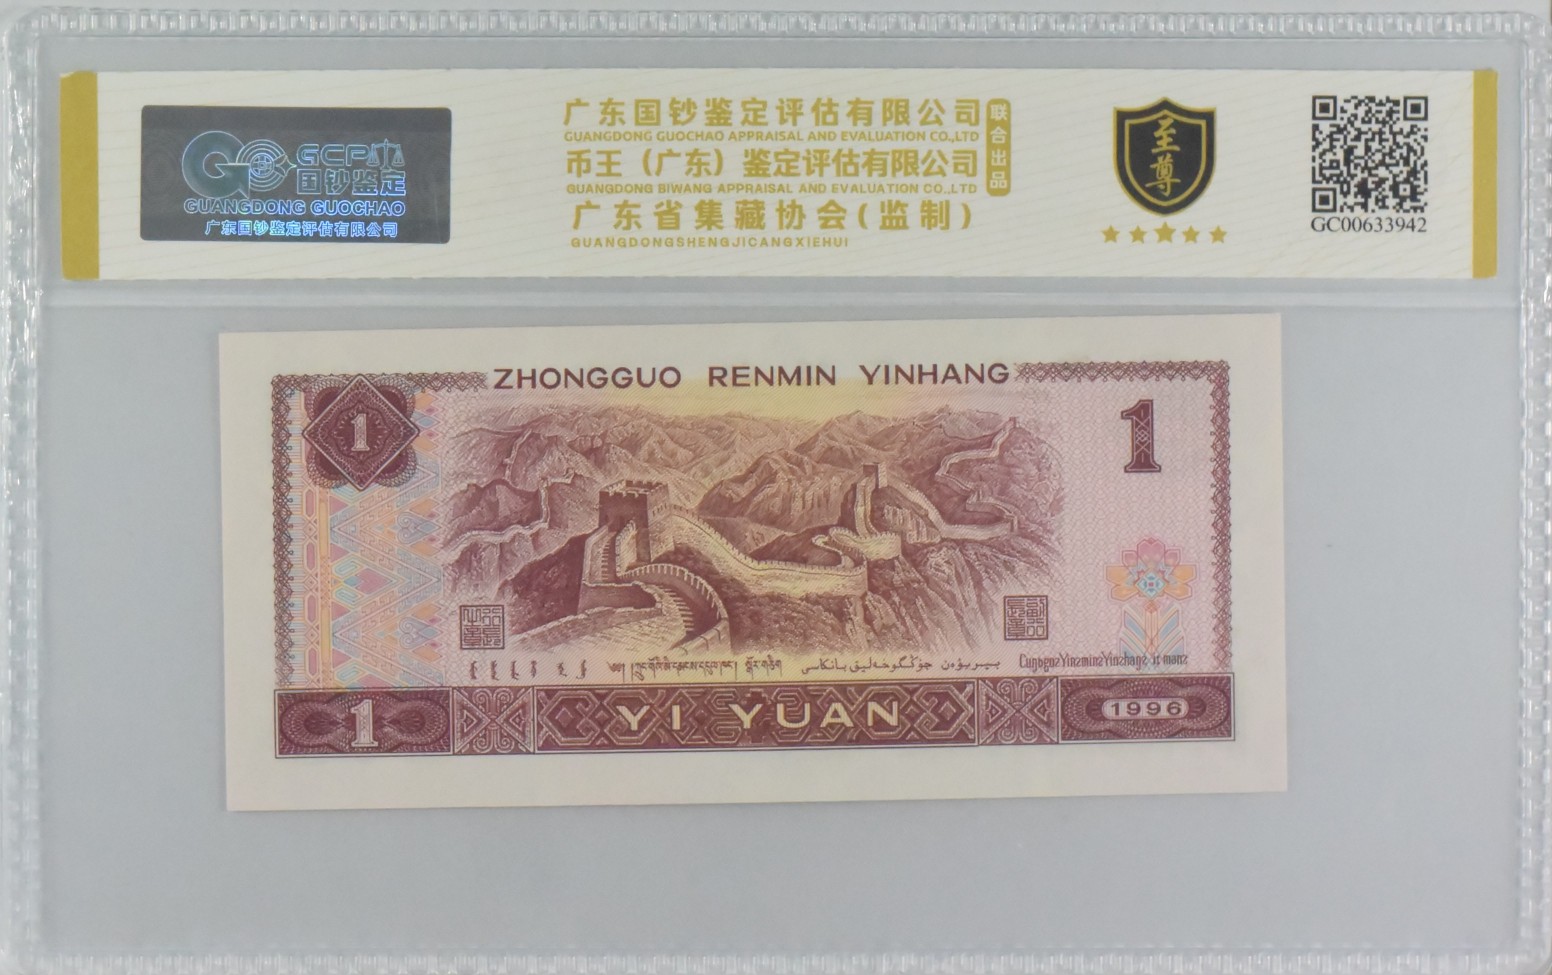 GCP
国钞鉴定
GUANGDONG GUOCHAO
广东国钞鉴定评估有限公司
广东国钞鉴定评估有限公司
GUANGDONG GUOCHAO APPRAISAL AND EVALUATION CO.,LTD
币王（广东）鉴定评估有限公司
GUANGDONG BIWANG APPRAISAL AND EVALUATION CO.,LTD
广东省集藏协会(监制)
GUANGDONGSHENGJICANGXIEHUI
联合出品
至尊
GC00633942
ZHONGGUO RENMIN YINHANG
1
1
1
YI YUAN
1996